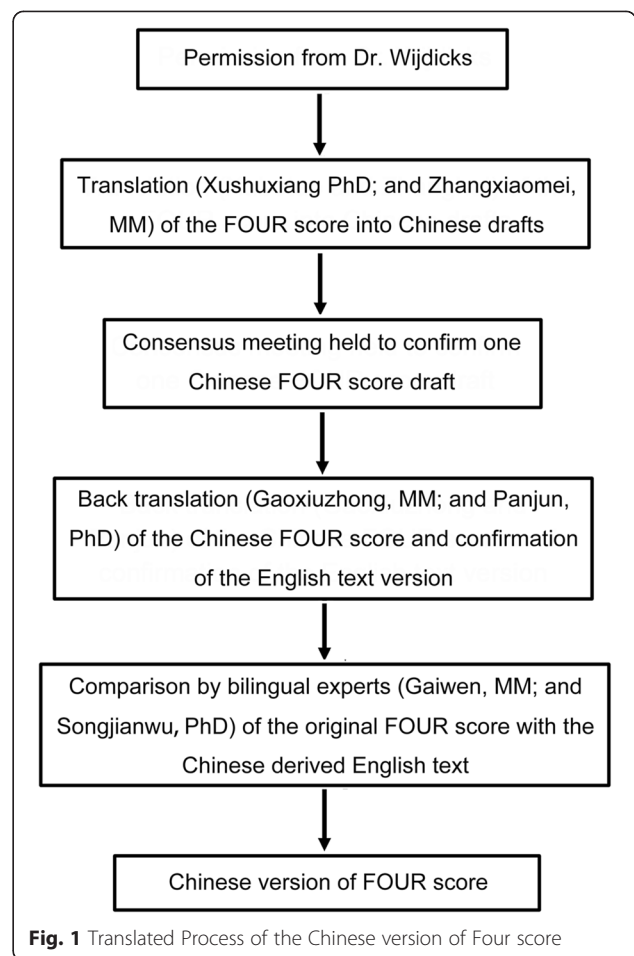 Permission from Dr. Wijdicks
Translation (Xushuxiang PhD; and Zhangxiaomei,
MM) of the FOUR score into Chinese drafts
Consensus meeting held to confirm one
Chinese FOUR score draft
Back translation (Gaoxiuzhong, MM; and Panjun,
PhD) of the Chinese FOUR score and confirmation
of the English text version
Comparison by bilingual experts (Gaiwen, MM; and
Songjianwu, PhD) of the original FOUR score with the
Chinese derived English text
Chinese version of FOUR score
Fig. 1 Translated Process of the Chinese version of Four score